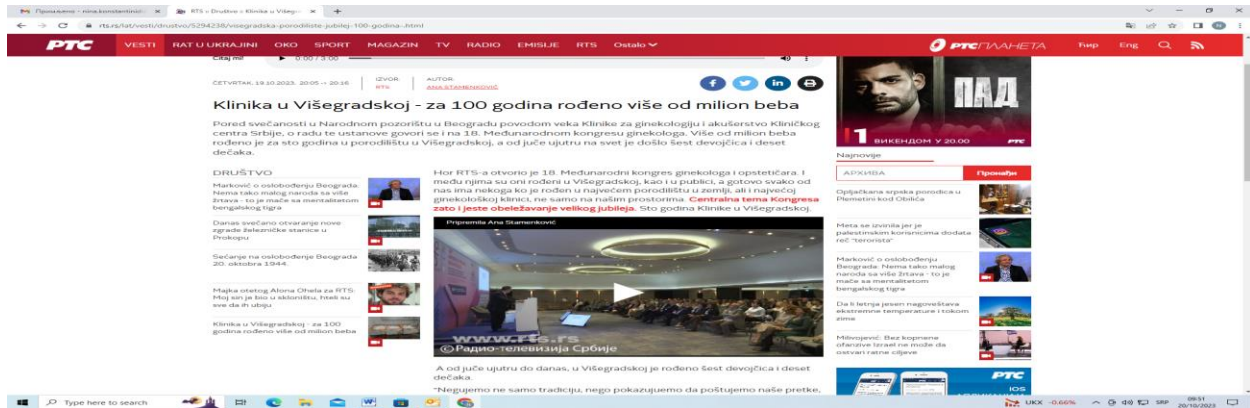 Примљено - nina.konstantinić
RTS :: Društvo :: Klinika u Višegra
rts.rs/lat/vesti/drustvo/5294238/visegradska-porodiliste-jubilej-100-godina-.html
РТС VESTI RAT U UKRAJINI OKO SPORT MAGAZIN TV RADIO EMISIJE RTS Ostalo РТС ПЛАНЕТА Ћир Eng
Čitaj mi!
0:00 / 3:00
ČETVRTAK, 19.10.2023, 20:05 -> 20:16
IZVOR:
RTS
AUTOR:
ANA STAMENKOVIĆ
Klinika u Višegradskoj - za 100 godina rođeno više od milion beba
Pored svečanosti u Narodnom pozorištu u Beogradu povodom veka Klinike za ginekologiju i akušerstvo Kliničkog
centra Srbije, o radu te ustanove govori se i na 18. Međunarodnom kongresu ginekologa. Više od milion beba
rođeno je za sto godina u porodilištu u Višegradskoj, a od juče ujutru na svet je došlo šest devojčica i deset
dečaka.
DRUŠTVO
Marković o oslobođenju Beograda:
Nema tako malog naroda sa više
žrtava - to je mače sa mentalitetom
bengalskog tigra
Danas svečano otvaranje nove
zgrade železničke stanice u
Prokopu
Sećanje na oslobođenje Beograda
20. oktobra 1944.
Majka otetog Alona Ohela za RTS:
Moj sin je bio u skloništu, hteli su
sve da ih ubiju
Klinika u Višegradskoj - za 100
godina rođeno više od milion beba
Hor RTS-a otvorio je 18. Međunarodni kongres ginekologa i opstetičara. I
među njima su oni rođeni u Višegradskoj, kao i u publici, a gotovo svako od
nas ima nekoga ko je rođen u najvećem porodilištu u zemlji, ali i najvećoj
ginekološkoj klinici, ne samo na našim prostorima. Centralna tema Kongresa
zato i jeste obeležavanje velikog jubileja. Sto godina Klinike u Višegradskoj.
Pripremila Ana Stamenković
www.rts.rs
©Радио-телевизија Србије
A od juče ujutru do danas, u Višegradskoj je rođeno šest devojčica i deset
dečaka.
"Negujemo ne samo tradiciju, nego pokazujemo da poštujemo naše pretke,
ПАД
1 ВИКЕНДОМ У 20.00 РТС
Najnovije
АРХИВА Пронађи
Opljačkana srpska porodica u
Plemetini kod Obilića
Meta se izvinila jer je
palestinskim korisnicima dodata
reč "terorista"
Marković o oslobođenju
Beograda: Nema tako malog
naroda sa više žrtava - to je
mače sa mentalitetom
bengalskog tigra
Da li letnja jesen nagoveštava
ekstremne temperature i tokom
zime
Milivojević: Bez kopnene
ofanzive Izrael ne može da
ostvari ratne ciljeve
РТС
iOS
Type here to search
UKX -0.66%
SRP
09:51
20/10/2023